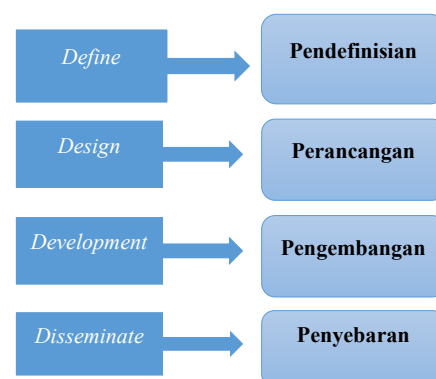 Define
Pendefinisian
Design
Perancangan
Development
Pengembangan
Disseminate
Penyebaran